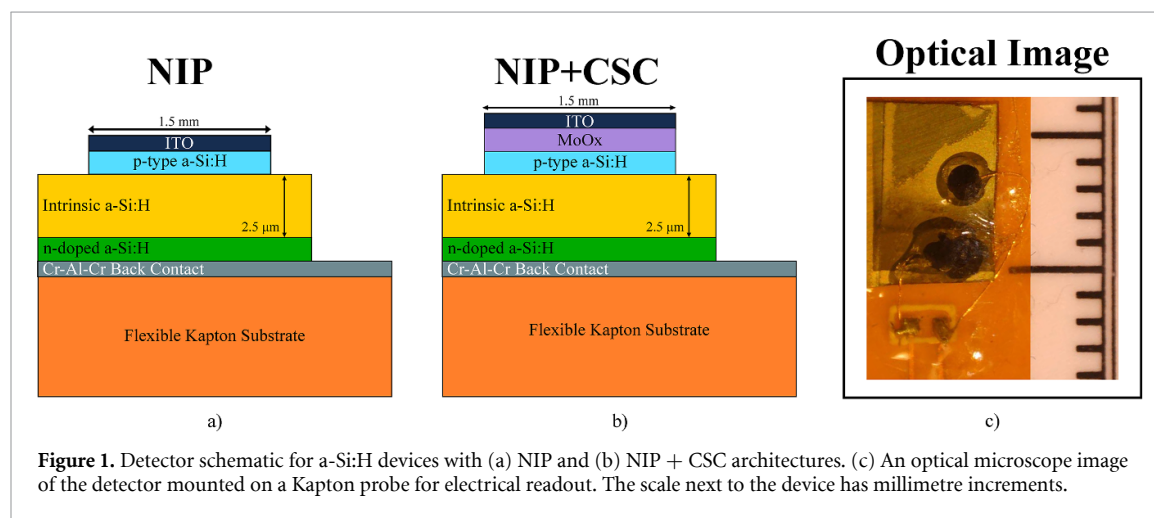 NIP
1.5 mm
ITO
p-type a-Si:H
Intrinsic a-Si:H
2.5 μm
n-doped a-Si:H
Cr-Al-Cr Back Contact
Flexible Kapton Substrate
a)
NIP+CSC
1.5 mm
ITO
MoOx
p-type a-Si:H
Intrinsic a-Si:H
2.5 μm
n-doped a-Si:H
Cr-Al-Cr Back Contact
Flexible Kapton Substrate
b)
Optical Image
c)
Figure 1. Detector schematic for a-Si:H devices with (a) NIP and (b) NIP + CSC architectures. (c) An optical microscope image
of the detector mounted on a Kapton probe for electrical readout. The scale next to the device has millimetre increments.